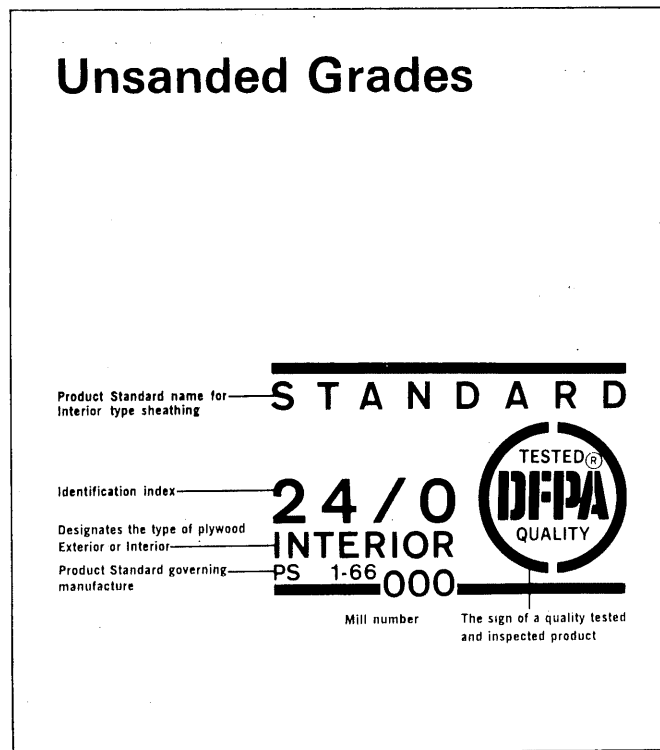 Unsanded Grades
Product Standard name for
Interior type sheathing
STANDARD
TESTED ®
DFPA
QUALITY
Identification index
24/0
Designates the type of plywood
Exterior or Interior
INTERIOR
Product Standard governing
manufacture
PS 1-66
000
Mill number
The sign of a quality tested
and inspected product